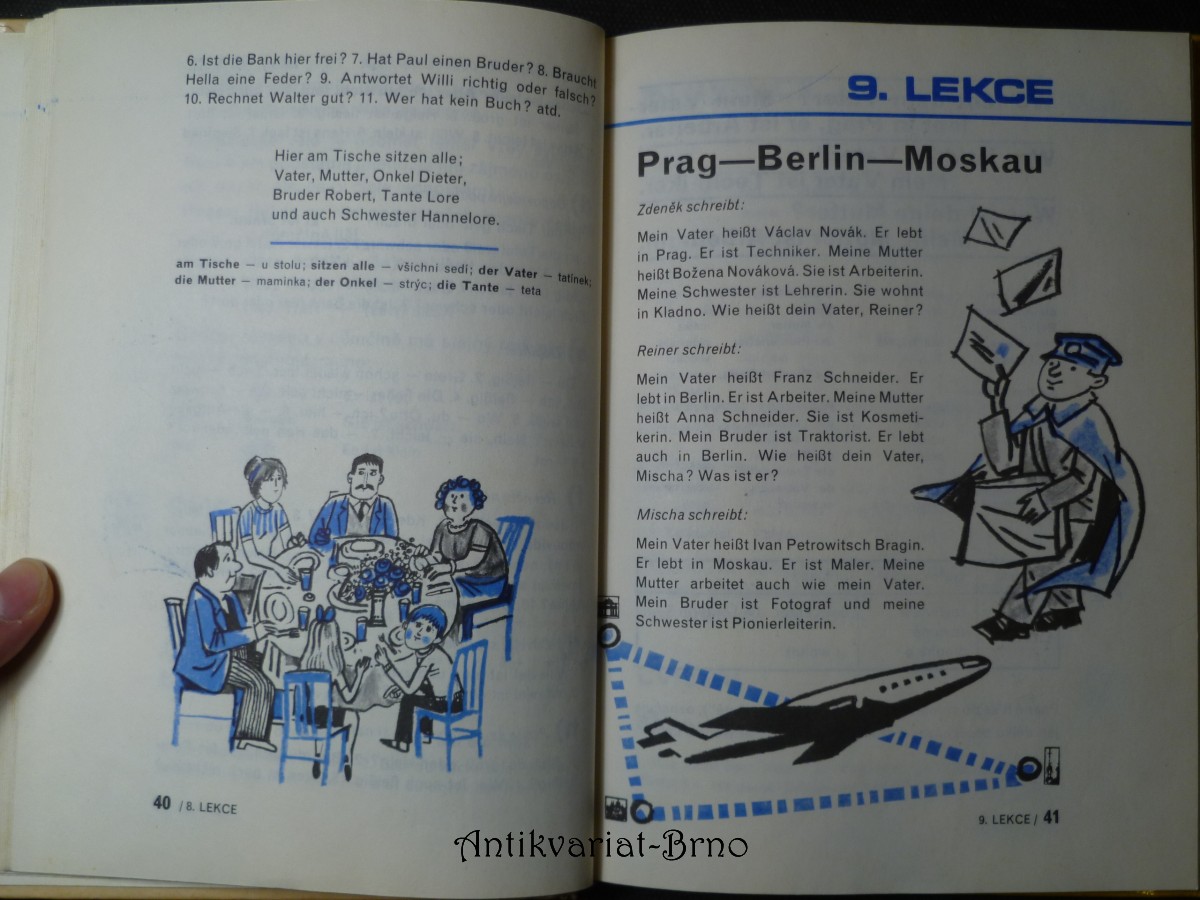 6. Ist die Bank hier frei? 7. Hat Paul einen Bruder? 8. Braucht
Hella eine Feder? 9. Antwortet Willi richtig oder falsch?
10. Rechnet Walter gut? 11. Wer hat kein Buch? atd.
Hier am Tische sitzen alle;
Vater, Mutter, Onkel Dieter,
Bruder Robert, Tante Lore
und auch Schwester Hannelore.
am Tische – u stolu; sitzen alle – všichni sedí; der Vater – tatínek;
die Mutter – maminka; der Onkel – strýc; die Tante – teta
40 / 8. LEKCE
9. LEKCE
Prag—Berlin—Moskau
Zdeněk schreibt:
Mein Vater heißt Václav Novák. Er lebt
in Prag. Er ist Techniker. Meine Mutter
heißt Božena Nováková. Sie ist Arbeiterin.
Meine Schwester ist Lehrerin. Sie wohnt
in Kladno. Wie heißt dein Vater, Reiner?
Reiner schreibt:
Mein Vater heißt Franz Schneider. Er
lebt in Berlin. Er ist Arbeiter. Meine Mutter
heißt Anna Schneider. Sie ist Kosmeti-
kerin. Mein Bruder ist Traktorist. Er lebt
auch in Berlin. Wie heißt dein Vater,
Mischa? Was ist er?
Mischa schreibt:
Mein Vater heißt Ivan Petrowitsch Bragin.
Er lebt in Moskau. Er ist Maler. Meine
Mutter arbeitet auch wie mein Vater.
Mein Bruder ist Fotograf und meine
Schwester ist Pionierleiterin.
9. LEKCE / 41
Antikvariat-Brno